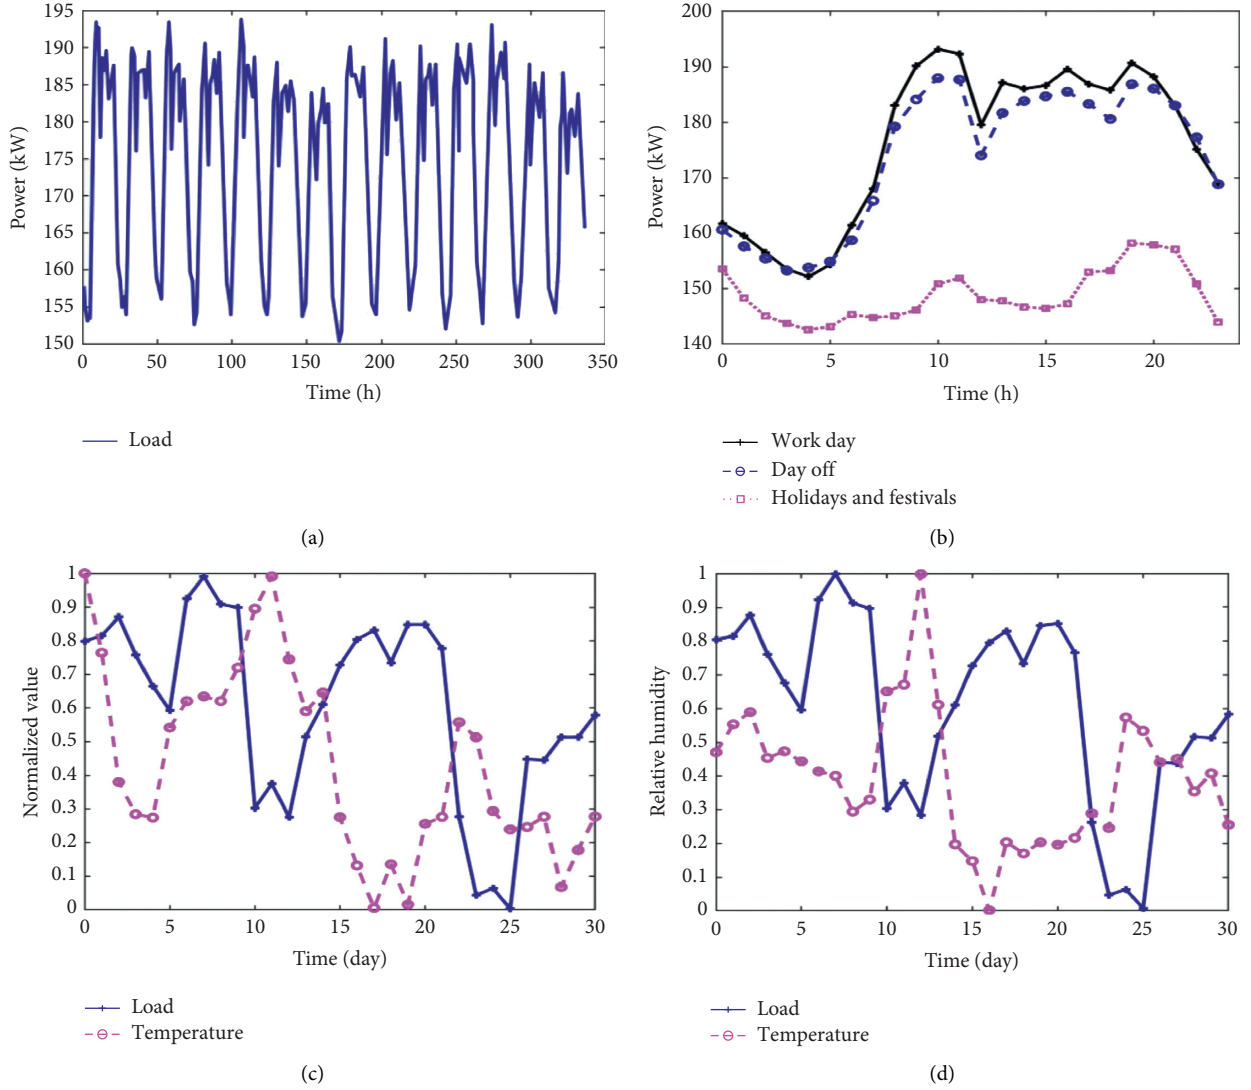 195
190
185
180
175
170
165
160
155
150
Power (kW)
0 50 100 150 200 250 300 350
Time (h)
Load
(a)
200
190
180
170
160
150
140
Power (kW)
0 5 10 15 20
Time (h)
Work day
Day off
Holidays and festivals
(b)
1
0.9
0.8
0.7
0.6
0.5
0.4
0.3
0.2
0.1
0
Normalized value
0 5 10 15 20 25 30
Time (day)
Load
Temperature
(c)
1
0.9
0.8
0.7
0.6
0.5
0.4
0.3
0.2
0.1
0
Relative humidity
0 5 10 15 20 25 30
Time (day)
Load
Temperature
(d)